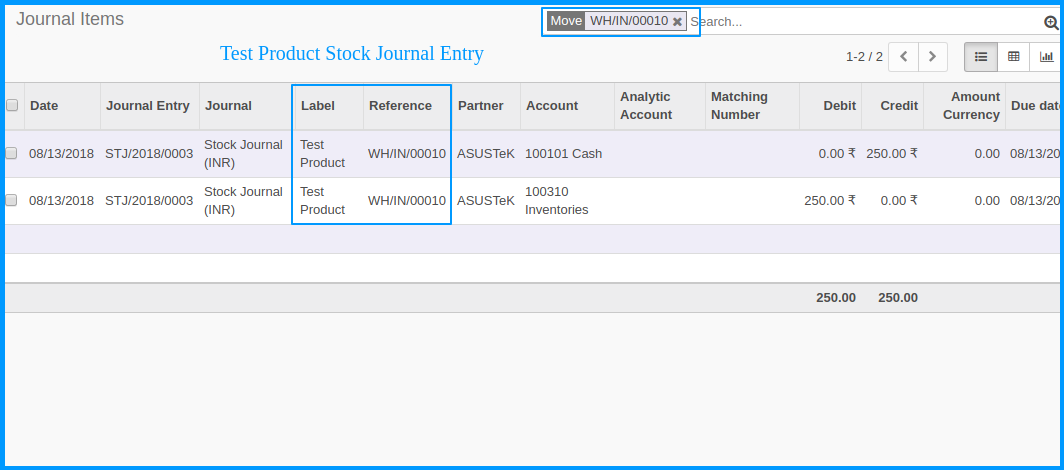 Journal Items
Move WH/IN/00010 ✖ Search...
Test Product Stock Journal Entry
1-2 / 2
Date Journal Entry Journal Label Reference Partner Account Analytic Account Matching Number Debit Credit Amount Currency Due dat
08/13/2018 STJ/2018/0003 Stock Journal (INR) Test Product WH/IN/00010 ASUSTeK 100101 Cash 0.00 ₹ 250.00 ₹ 0.00 08/13/20
08/13/2018 STJ/2018/0003 Stock Journal (INR) Test Product WH/IN/00010 ASUSTeK 100310 Inventories 250.00 ₹ 0.00 ₹ 0.00 08/13/20
250.00 250.00